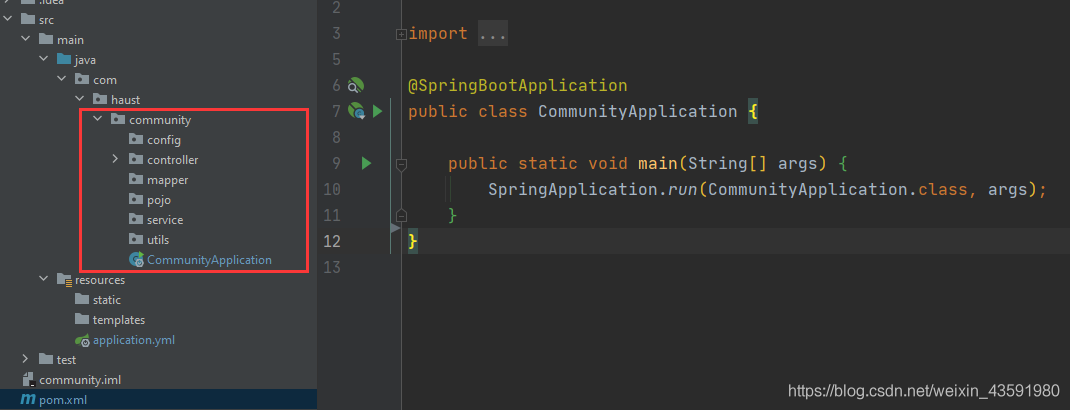 .idea
src
main
java
com
haust
community
config
controller
mapper
pojo
service
utils
CommunityApplication
resources
static
templates
application.yml
test
community.iml
pom.xml
2
3 import ...
5
6 @SpringBootApplication
7 public class CommunityApplication {
8
9 public static void main(String[] args) {
10 SpringApplication.run(CommunityApplication.class, args);
11 }
12 }
13
https://blog.csdn.net/weixin_43591980